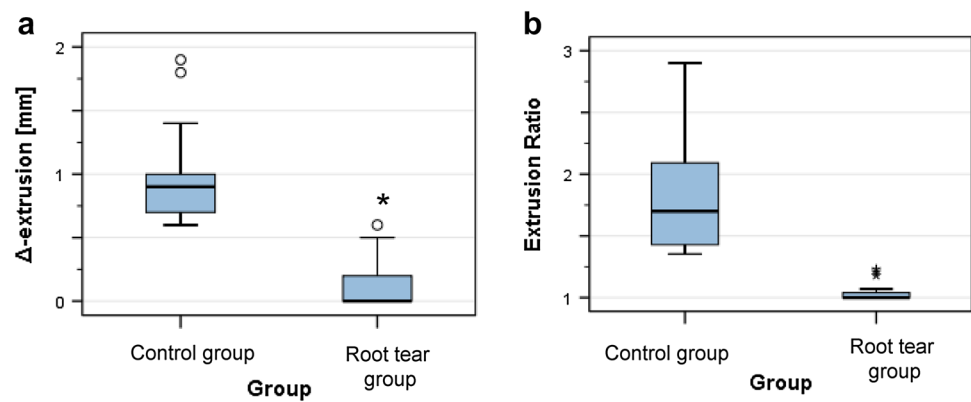 a
Δ-extrusion [mm]
2
1
0
*
Control group
Root tear
group
Group
b
Extrusion Ratio
3
2
1
Control group
Root tear
group
Group